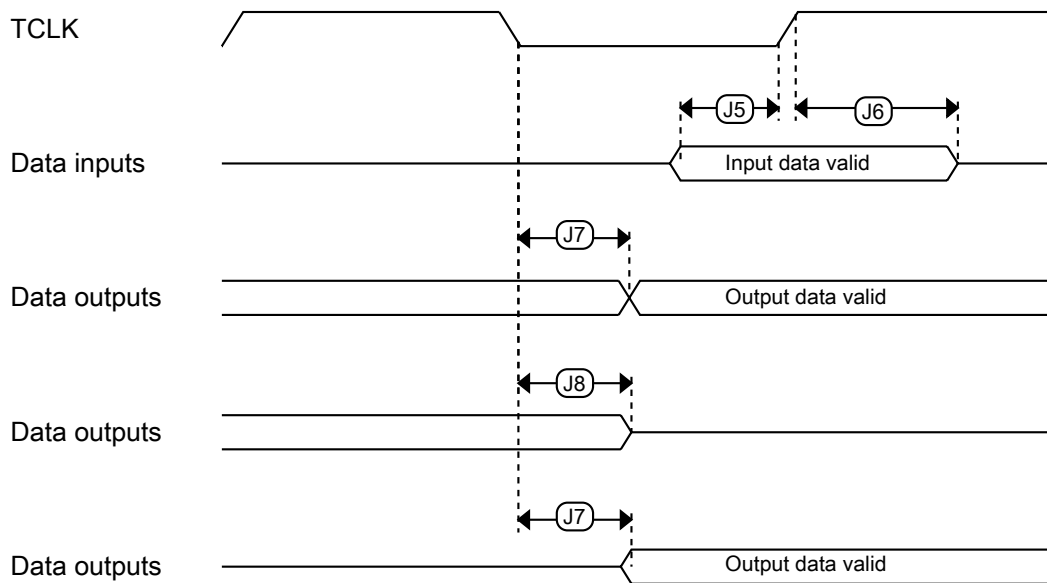 TCLK
J5
J6
Data inputs
Input data valid
J7
Data outputs
Output data valid
J8
Data outputs
J7
Data outputs
Output data valid